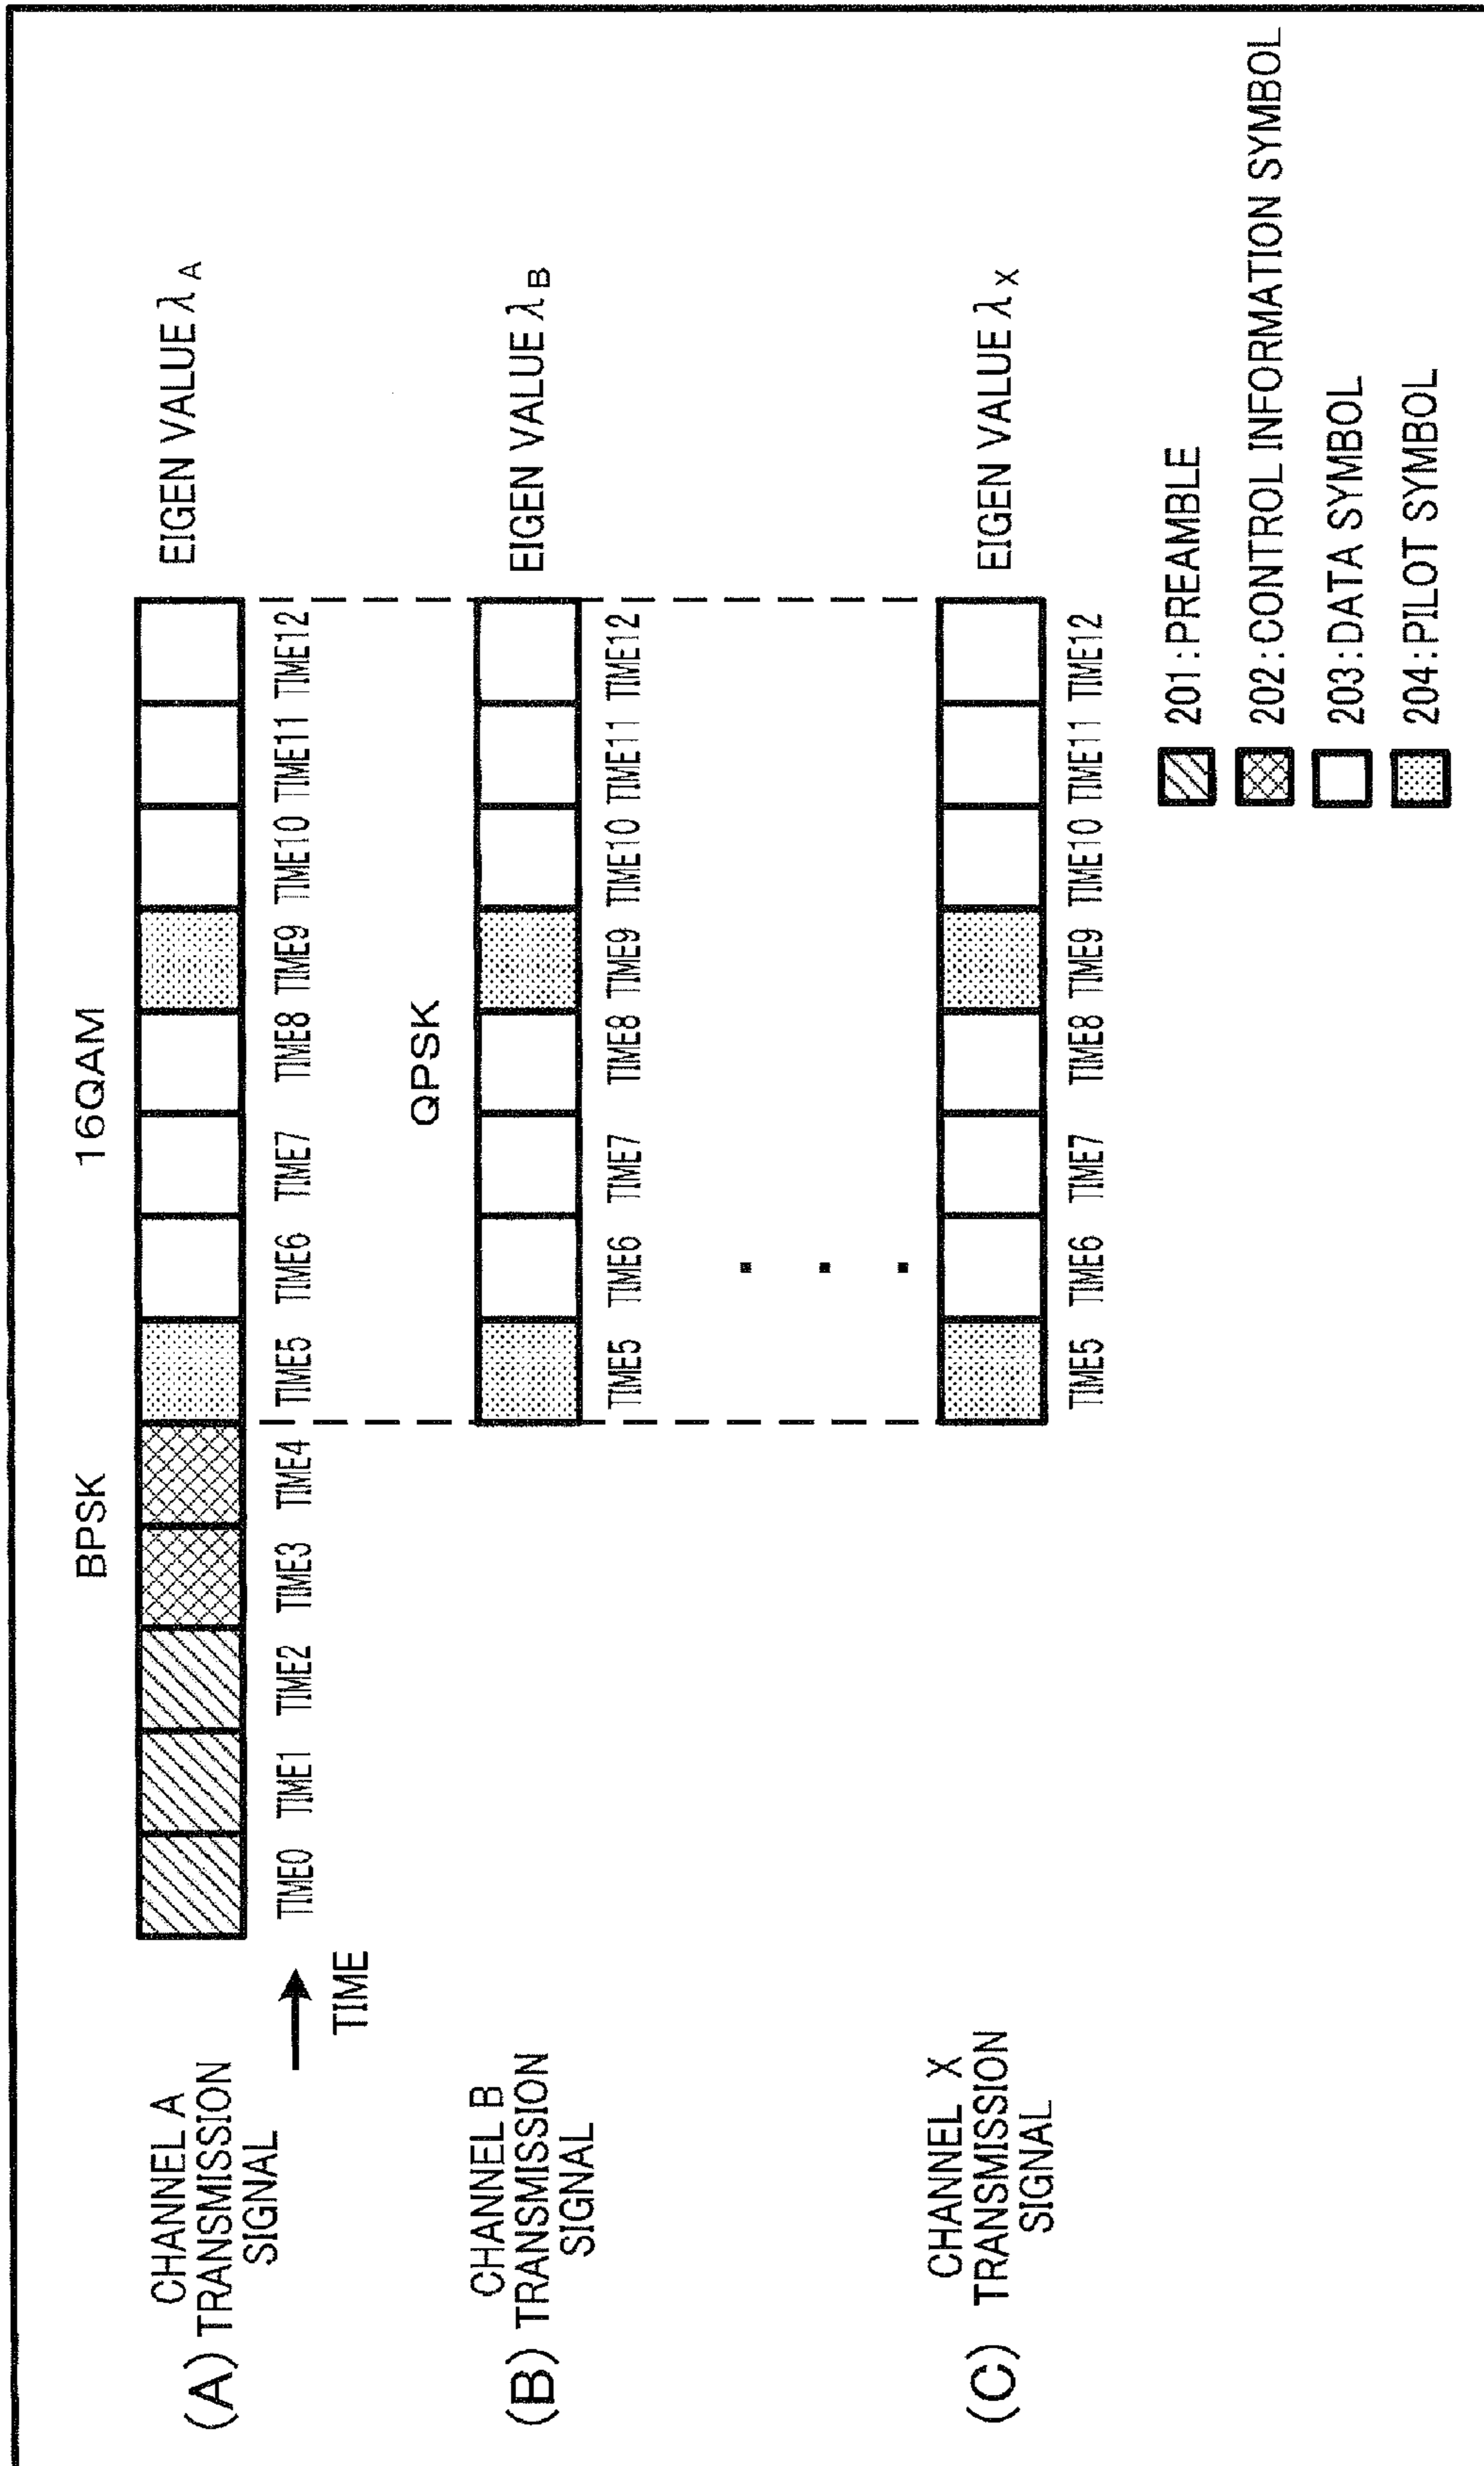 BPSK
16QAM
CHANNEL A
(A) TRANSMISSION
SIGNAL
EIGEN VALUE λA
TIME0 TIME1 TIME2 TIME3 TIME4 TIME5 TIME6 TIME7 TIME8 TIME9 TIME10 TIME11 TIME12
TIME
QPSK
CHANNEL B
(B) TRANSMISSION
SIGNAL
EIGEN VALUE λB
TIME5 TIME6 TIME7 TIME8 TIME9 TIME10 TIME11 TIME12
CHANNEL X
(C) TRANSMISSION
SIGNAL
EIGEN VALUE λX
TIME5 TIME6 TIME7 TIME8 TIME9 TIME10 TIME11 TIME12
201:PREAMBLE
202:CONTROL INFORMATION SYMBOL
203:DATA SYMBOL
204:PILOT SYMBOL